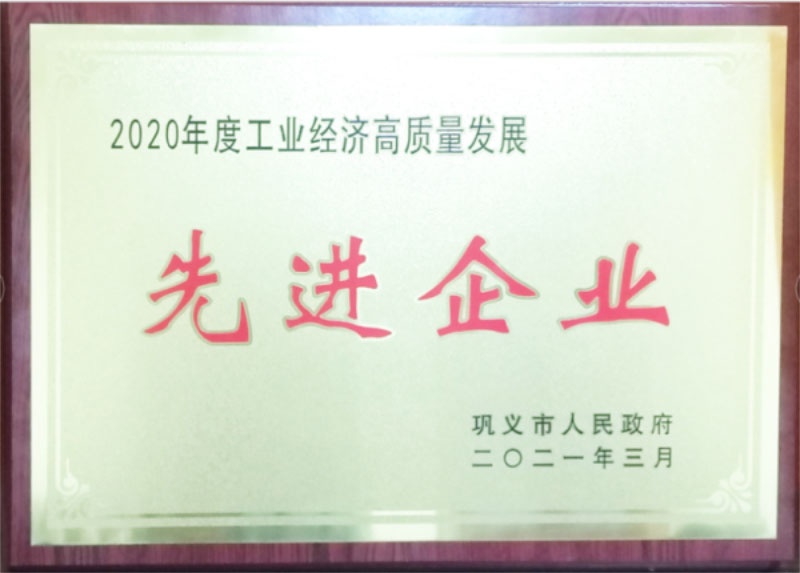 2020年度工业经济高质量发展
先进企业
巩义市人民政府
二〇二一年三月